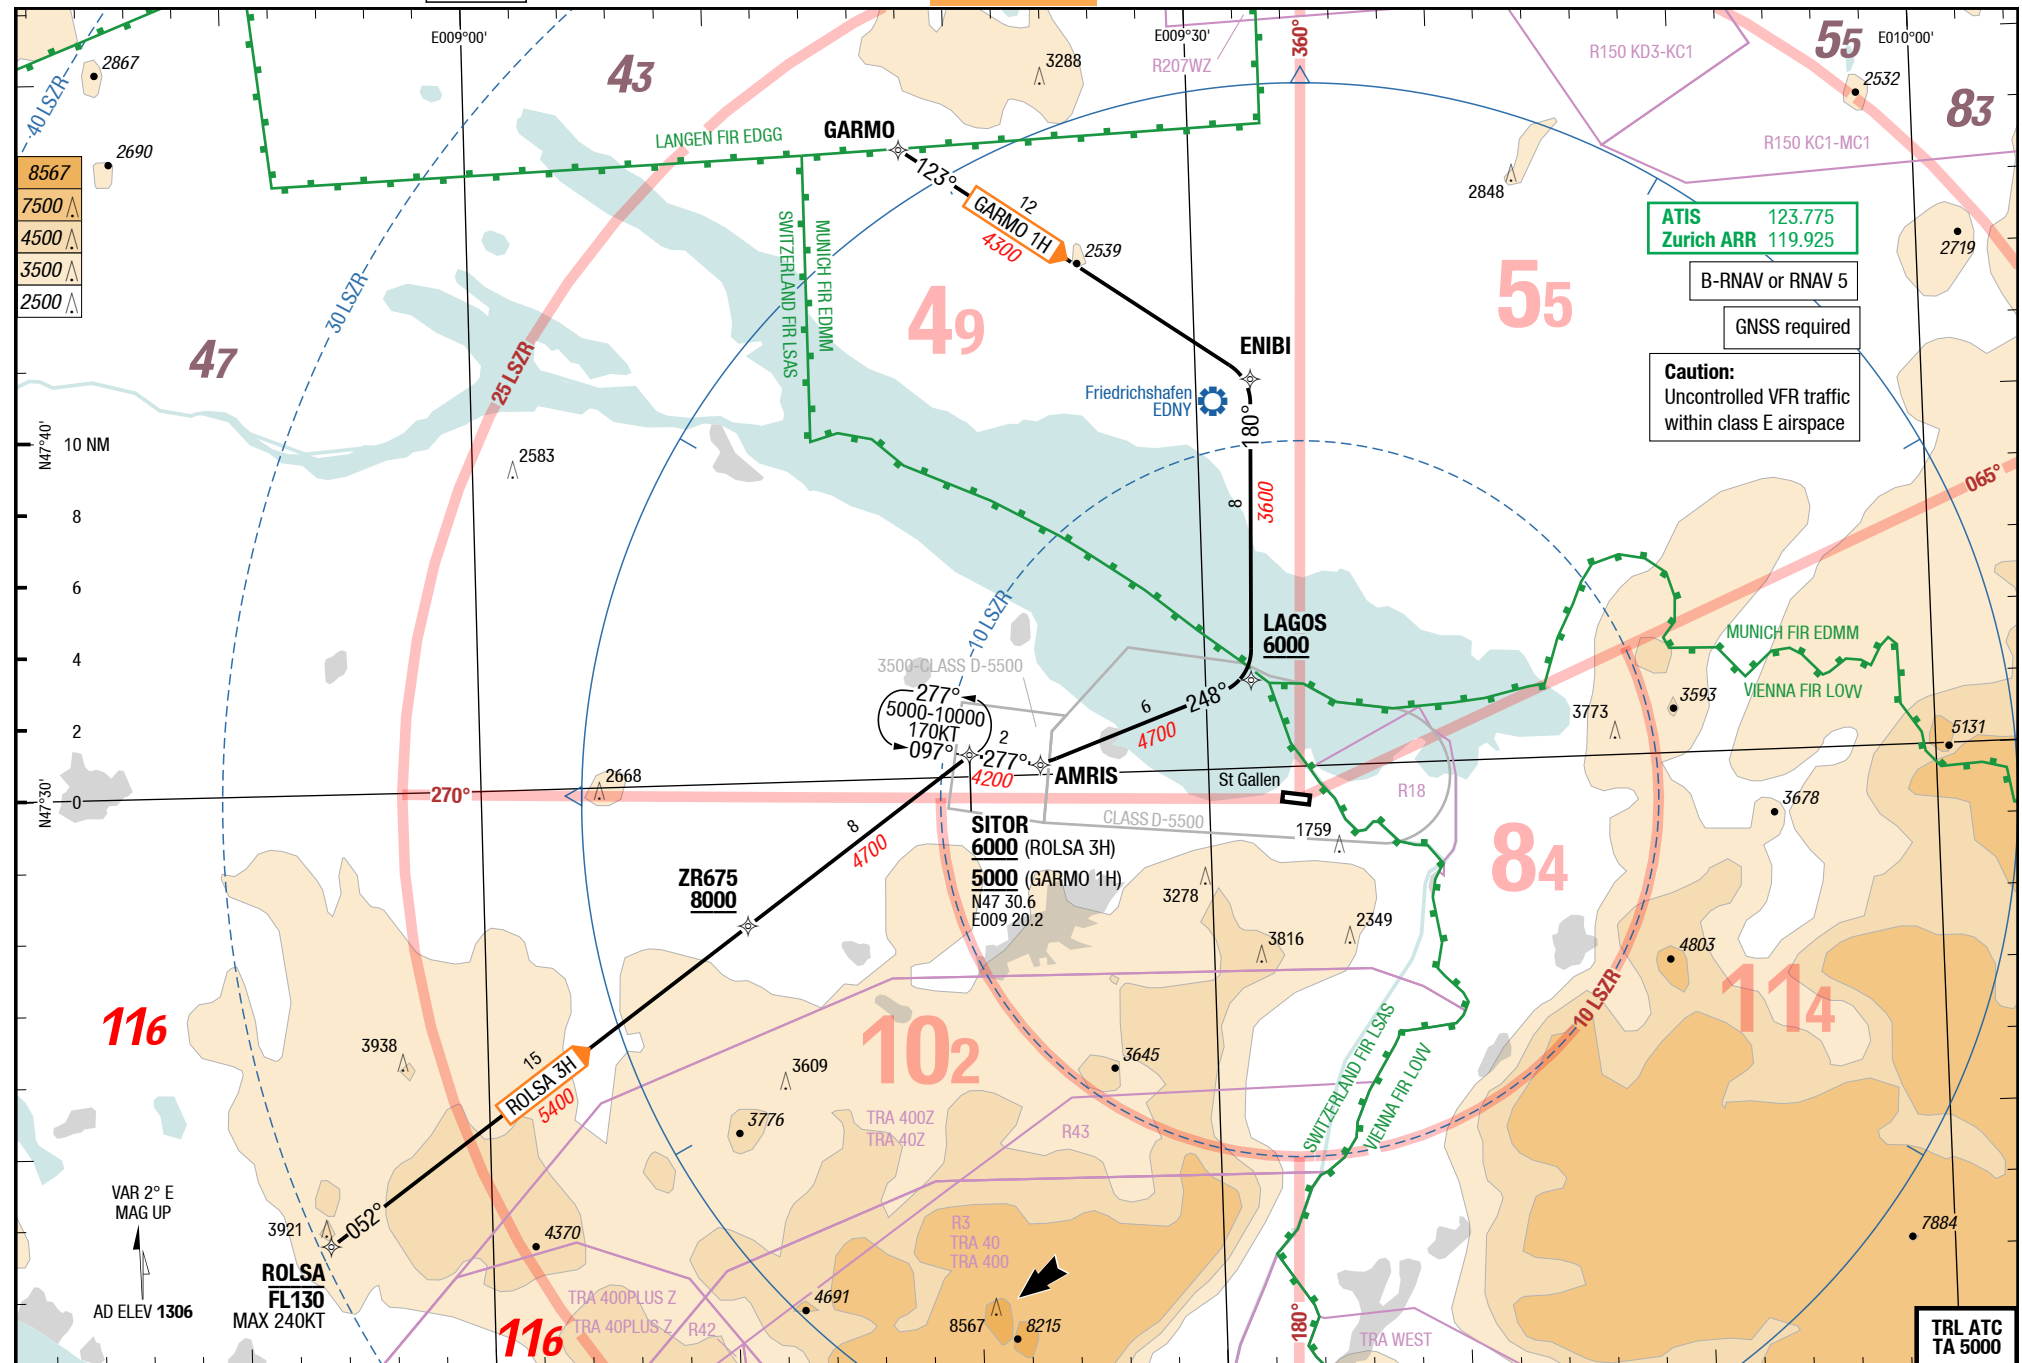 E009°00'
E009°30'
E010°00'
360°
2867
40 LSZR
2690
43
3288
R207WZ
R150 KD3-KC1
55
2532
83
LANGEN FIR EDGG
GARMO
R150 KC1-MC1
8567
7500
4500
3500
2500
123°
12
GARMO 1H
4300
2539
2848
ATIS 123.775
Zurich ARR 119.925
2719
SWITZERLAND FIR LSAS
MUNICH FIR EDMM
B-RNAV or RNAV 5
30 LSZR
49
55
GNSS required
47
25 LSZR
ENIBI
Caution:
Uncontrolled VFR traffic
within class E airspace
Friedrichshafen
EDNY
180°
N47°40'
10 NM
2583
8
3600
065°
8
6
4
2
0
N47°30'
10 LSZR
LAGOS
6000
MUNICH FIR EDMM
VIENNA FIR LOVV
3500-CLASS D-5500
277°
5000-10000
170KT
097°
2
277°
4200
6
248°
4700
AMRIS
3593
3773
5131
2668
270°
St Gallen
R18
3678
CLASS D-5500
1759
SITOR
6000 (ROLSA 3H)
5000 (GARMO 1H)
N47 30.6
E009 20.2
8
4700
84
ZR675
8000
3278
2349
3816
4803
114
10 LSZR
116
3938
15
ROLSA 3H
5400
3609
102
3645
SWITZERLAND FIR LSAS
VIENNA FIR LOVV
3776
TRA 400Z
TRA 40Z
R43
VAR 2° E
MAG UP
3921
052°
4370
R3
TRA 40
TRA 400
7884
ROLSA
FL130
MAX 240KT
AD ELEV 1306
TRA 400PLUS Z
TRA 40PLUS Z
R42
4691
116
8567
8215
180°
TRA WEST
TRL ATC
TA 5000